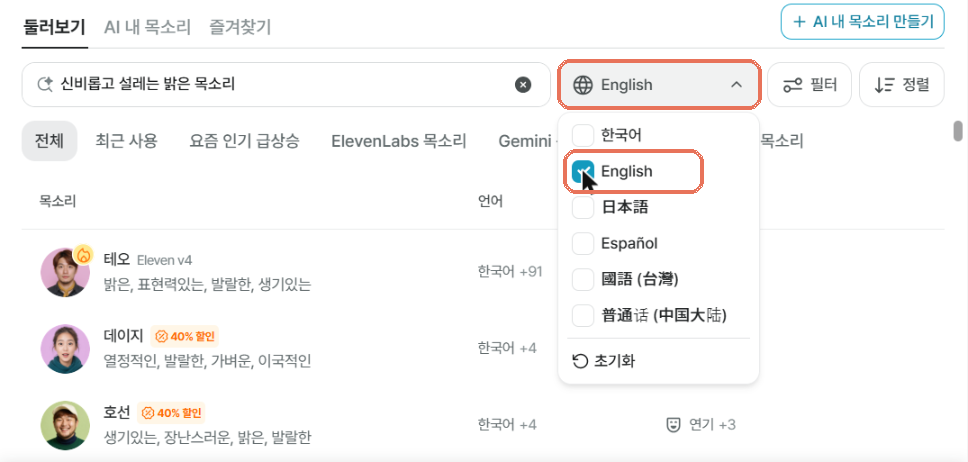 둘러보기 AI 내 목소리 즐겨찾기 + AI 내 목소리 만들기
신비롭고 설레는 밝은 목소리 English 필터 정렬
전체 최근 사용 요즘 인기 급상승 ElevenLabs 목소리 Gemini 목소리
한국어
English
日本語
Español
國語 (台灣)
普通话 (中国大陆)
초기화
목소리 언어
테오 Eleven v4
밝은, 표현력있는, 발랄한, 생기있는
한국어 +91
데이지 40% 할인
열정적인, 발랄한, 가벼운, 이국적인
한국어 +4
호선 40% 할인
생기있는, 장난스러운, 밝은, 발랄한
한국어 +4 연기 +3